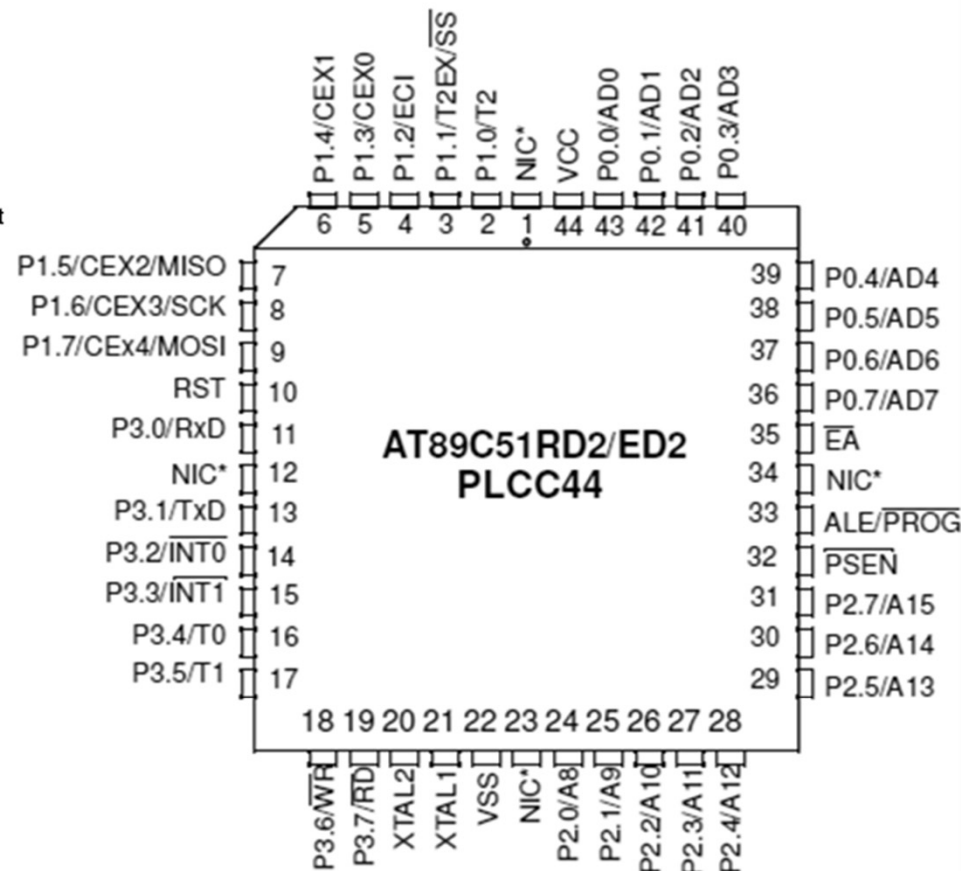 P1.4/CEX1
P1.3/CEX0
P1.2/ECI
P1.1/T2EX/S̅S̅
P1.0/T2
NIC*
VCC
P0.0/AD0
P0.1/AD1
P0.2/AD2
P0.3/AD3
6 5 4 3 2 1 44 43 42 41 40
t
P1.5/CEX2/MISO 7
P1.6/CEX3/SCK 8
P1.7/CEx4/MOSI 9
RST 10
P3.0/RxD 11
NIC* 12
P3.1/TxD 13
P3.2/I̅N̅T̅0̅ 14
P3.3/I̅N̅T̅1̅ 15
P3.4/T0 16
P3.5/T1 17
AT89C51RD2/ED2
PLCC44
39 P0.4/AD4
38 P0.5/AD5
37 P0.6/AD6
36 P0.7/AD7
35 E̅A̅
34 NIC*
33 ALE/P̅R̅O̅G̅
32 P̅S̅E̅N̅
31 P2.7/A15
30 P2.6/A14
29 P2.5/A13
18 19 20 21 22 23 24 25 26 27 28
P3.6/W̅R̅
P3.7/R̅D̅
XTAL2
XTAL1
VSS
NIC*
P2.0/A8
P2.1/A9
P2.2/A10
P2.3/A11
P2.4/A12